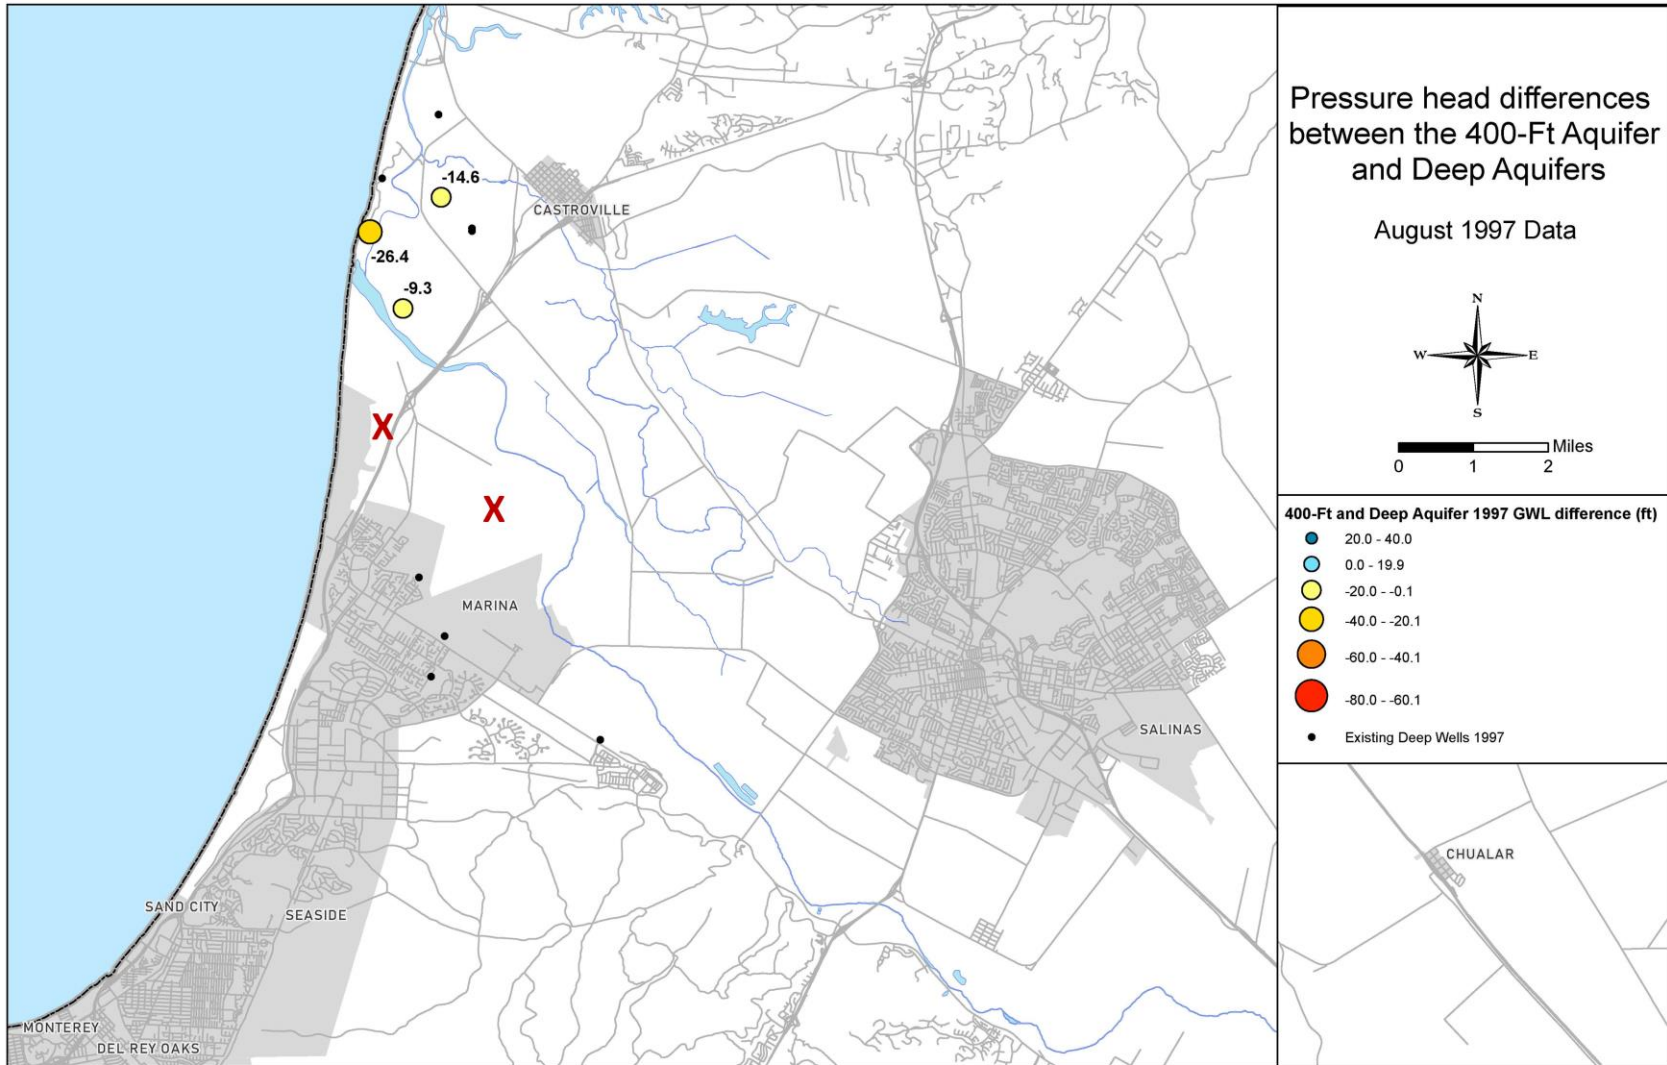 Pressure head differences
between the 400-Ft Aquifer
and Deep Aquifers
August 1997 Data
N
W
E
S
Miles
0 1 2
400-Ft and Deep Aquifer 1997 GWL difference (ft)
20.0 - 40.0
0.0 - 19.9
-20.0 - -0.1
-40.0 - -20.1
-60.0 - -40.1
-80.0 - -60.1
Existing Deep Wells 1997
-14.6
CASTROVILLE
-26.4
-9.3
X
X
MARINA
SALINAS
CHUALAR
SAND CITY
SEASIDE
MONTEREY
DEL REY OAKS